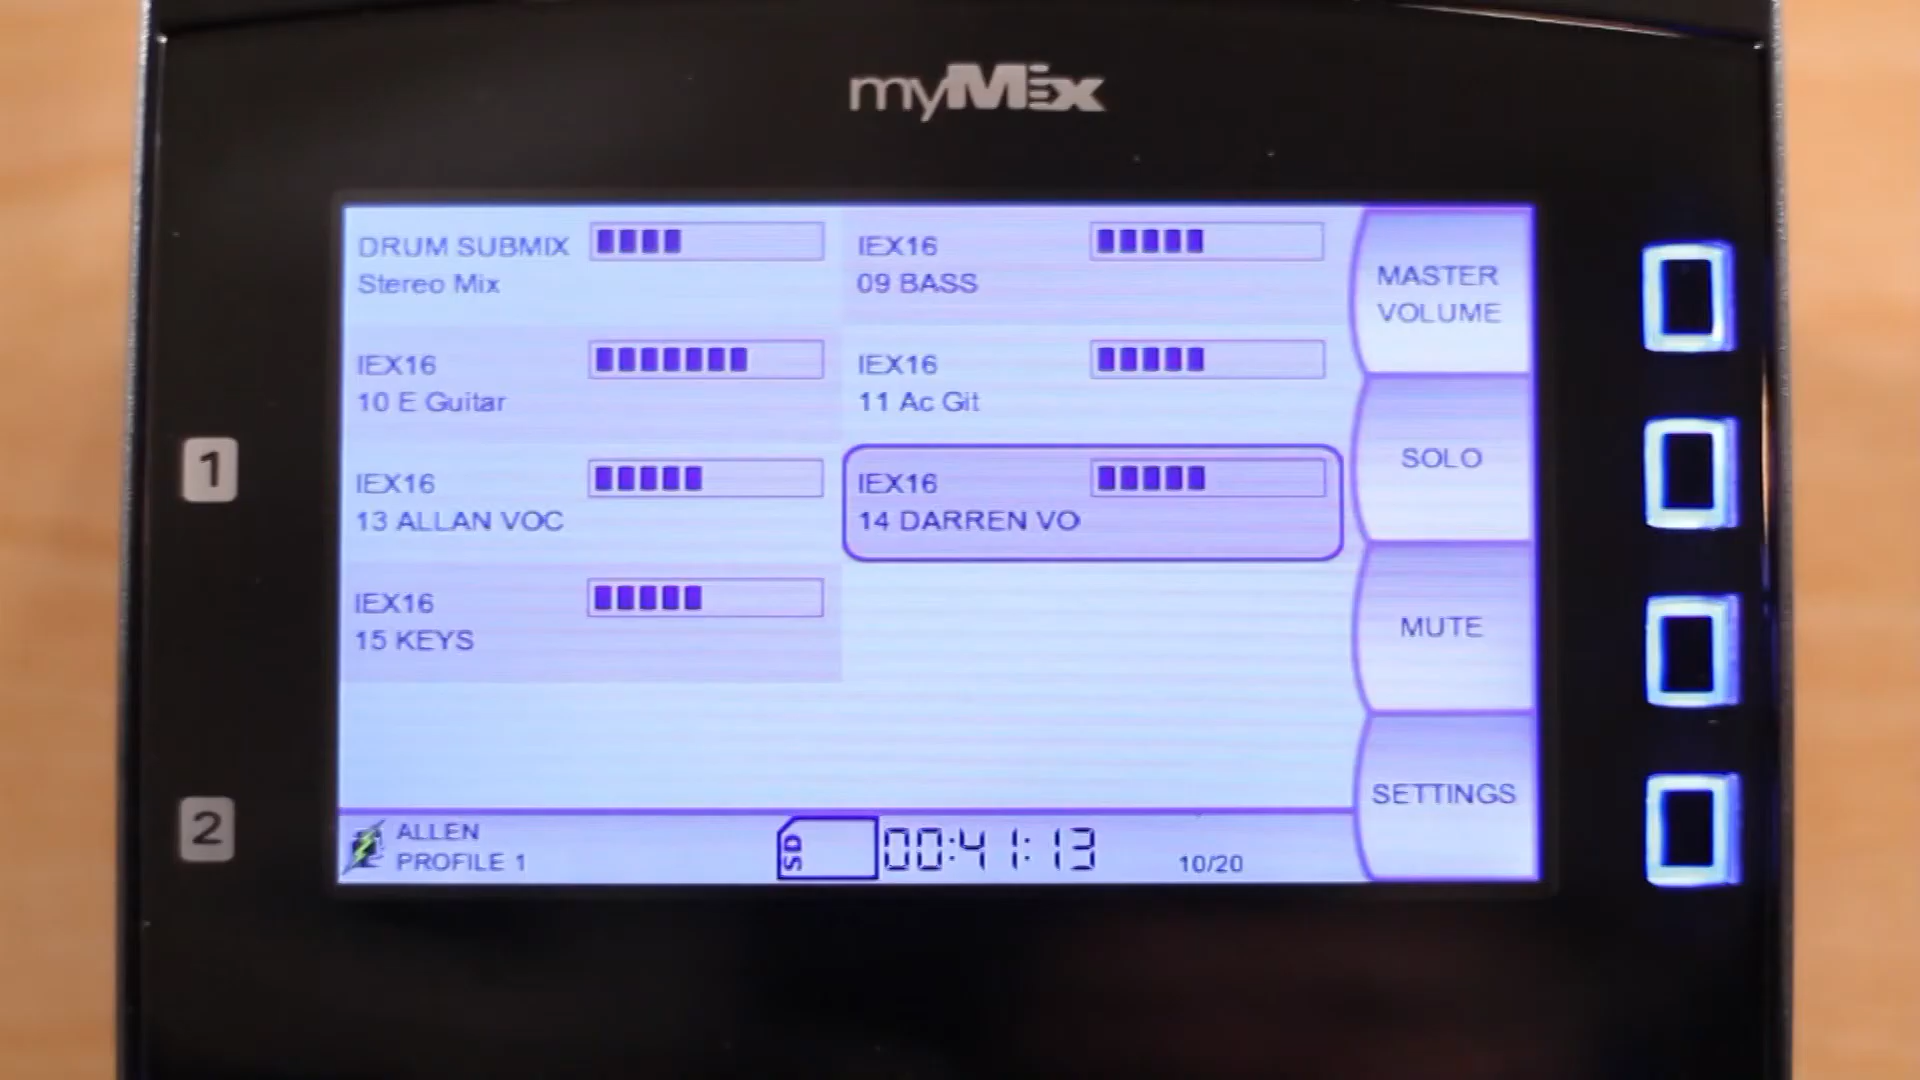 myMix
DRUM SUBMIX
Stereo Mix
IEX16
09 BASS
IEX16
10 E Guitar
IEX16
11 Ac Git
IEX16
13 ALLAN VOC
IEX16
14 DARREN VO
IEX16
15 KEYS
MASTER
VOLUME
SOLO
MUTE
SETTINGS
1
2
ALLEN
PROFILE 1
SD
00:41:13
10/20